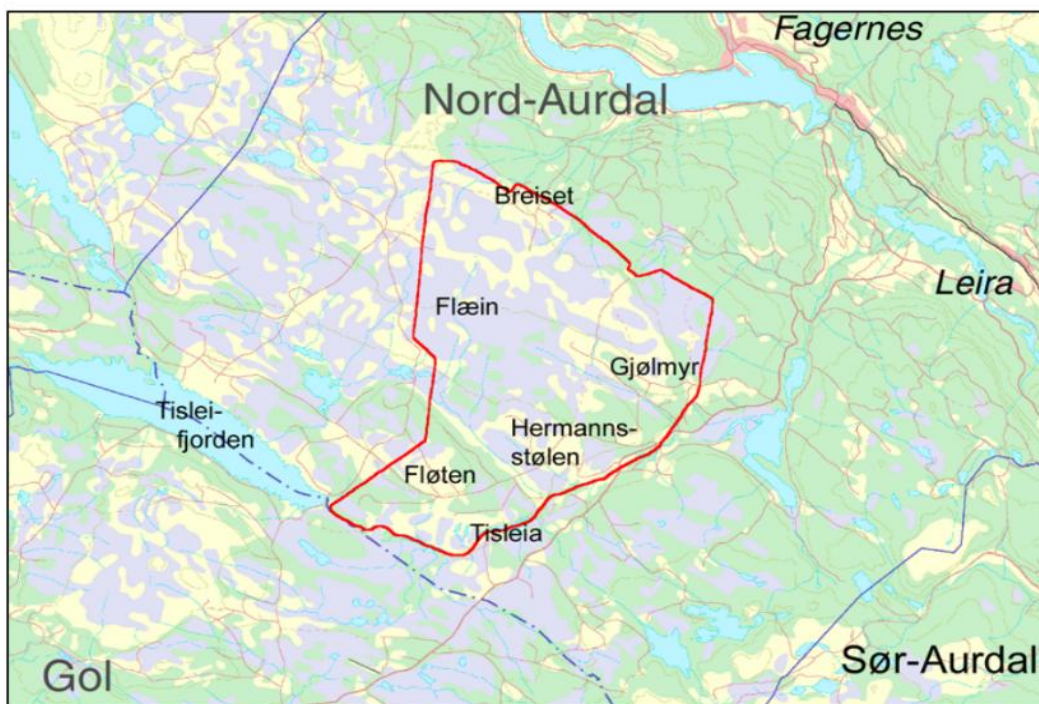 Fagernes
Nord-Aurdal
Breiset
Leira
Flæin
Gjølmyr
Tislei-
fjorden
Hermanns-
stølen
Fløten
Tisleia
Sør-Aurdal
Gol